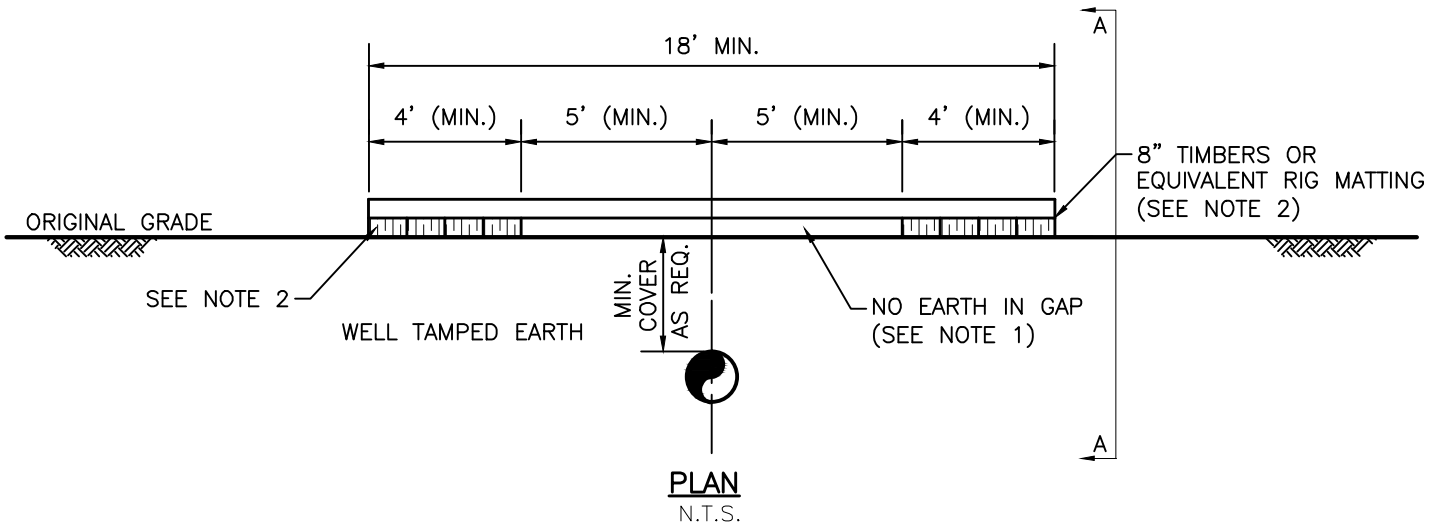 A
18' MIN.
4' (MIN.)
5' (MIN.)
5' (MIN.)
4' (MIN.)
8" TIMBERS OR
EQUIVALENT RIG MATTING
(SEE NOTE 2)
ORIGINAL GRADE
SEE NOTE 2
MIN.
COVER
AS REQ.
NO EARTH IN GAP
(SEE NOTE 1)
WELL TAMPED EARTH
A
PLAN
N.T.S.